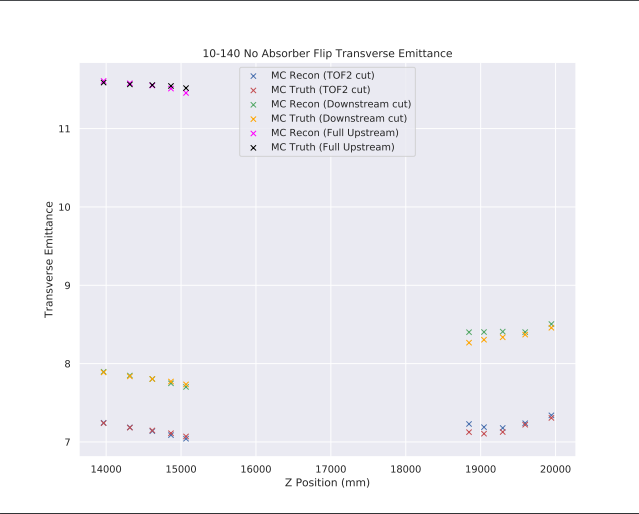 10-140 No Absorber Flip Transverse Emittance
MC Recon (TOF2 cut)
MC Truth (TOF2 cut)
MC Recon (Downstream cut)
MC Truth (Downstream cut)
MC Recon (Full Upstream)
MC Truth (Full Upstream)
Transverse Emittance
11
10
9
8
7
14000 15000 16000 17000 18000 19000 20000
Z Position (mm)